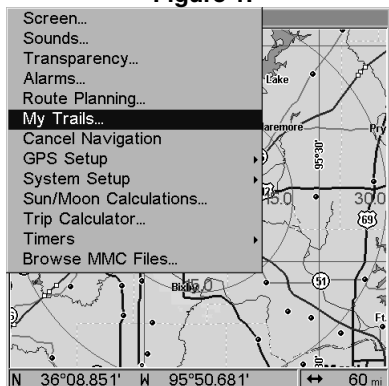 Screen...
Sounds...
Transparency...
Alarms...
Route Planning...
My Trails...
Cancel Navigation
GPS Setup
System Setup
Sun/Moon Calculations...
Trip Calculator...
Timers
Browse MMC Files...
Lake
aremore
Pry
95°30'
300
69
15.0
Bixby
51
Ft.
N 36°08.851' W 95°50.681' ↔ 60